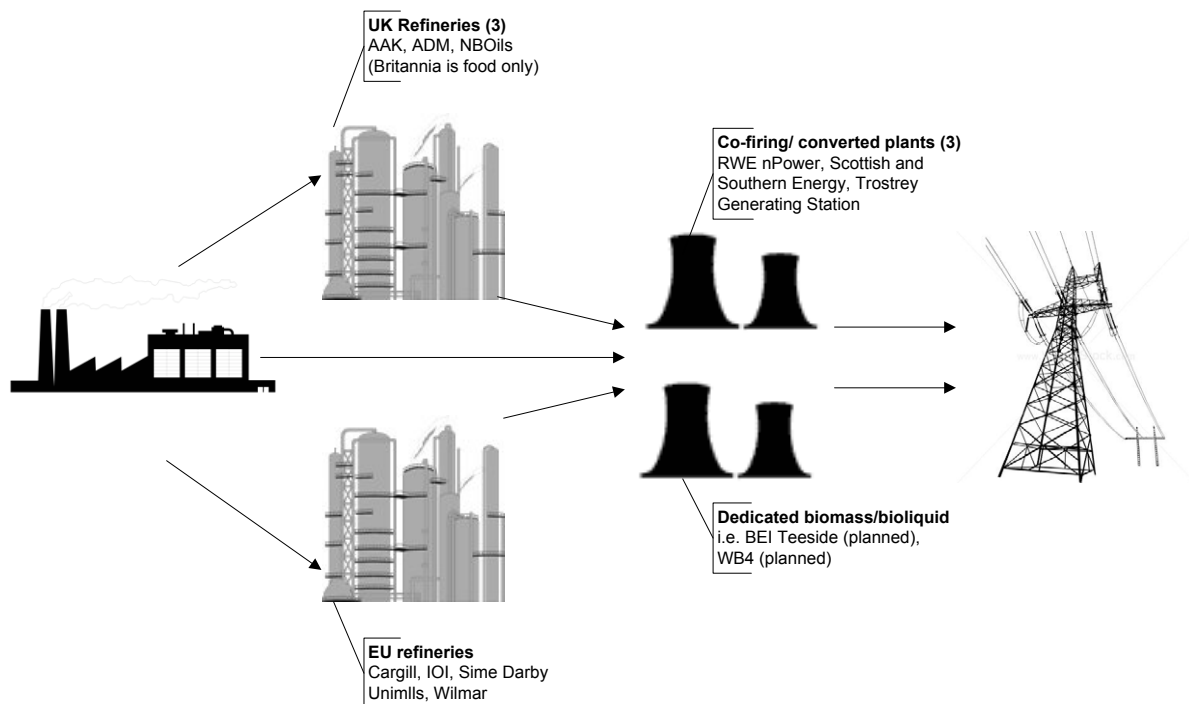 UK Refineries (3)
AAK, ADM, NBOils
(Britannia is food only)
Co-firing/ converted plants (3)
RWE nPower, Scottish and
Southern Energy, Trostrey
Generating Station
Dedicated biomass/bioliquid
i.e. BEI Teeside (planned),
WB4 (planned)
EU refineries
Cargill, IOI, Sime Darby
Unimlls, Wilmar